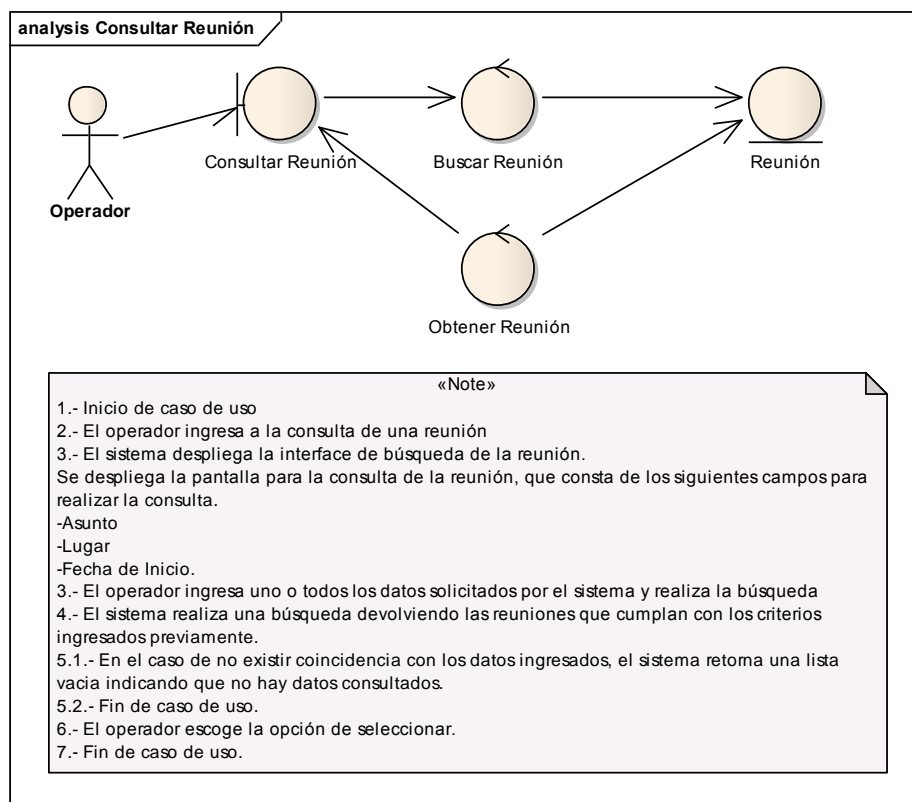 analysis Consultar Reunión
Consultar Reunión
Buscar Reunión
Reunión
Operador
Obtener Reunión
«Note»
1.- Inicio de caso de uso
2.- El operador ingresa a la consulta de una reunión
3.- El sistema despliega la interface de búsqueda de la reunión.
Se despliega la pantalla para la consulta de la reunión, que consta de los siguientes campos para
realizar la consulta.
-Asunto
-Lugar
-Fecha de Inicio.
3.- El operador ingresa uno o todos los datos solicitados por el sistema y realiza la búsqueda
4.- El sistema realiza una búsqueda devolviendo las reuniones que cumplan con los criterios
ingresados previamente.
5.1.- En el caso de no existir coincidencia con los datos ingresados, el sistema retorna una lista
vacia indicando que no hay datos consultados.
5.2.- Fin de caso de uso.
6.- El operador escoge la opción de seleccionar.
7.- Fin de caso de uso.